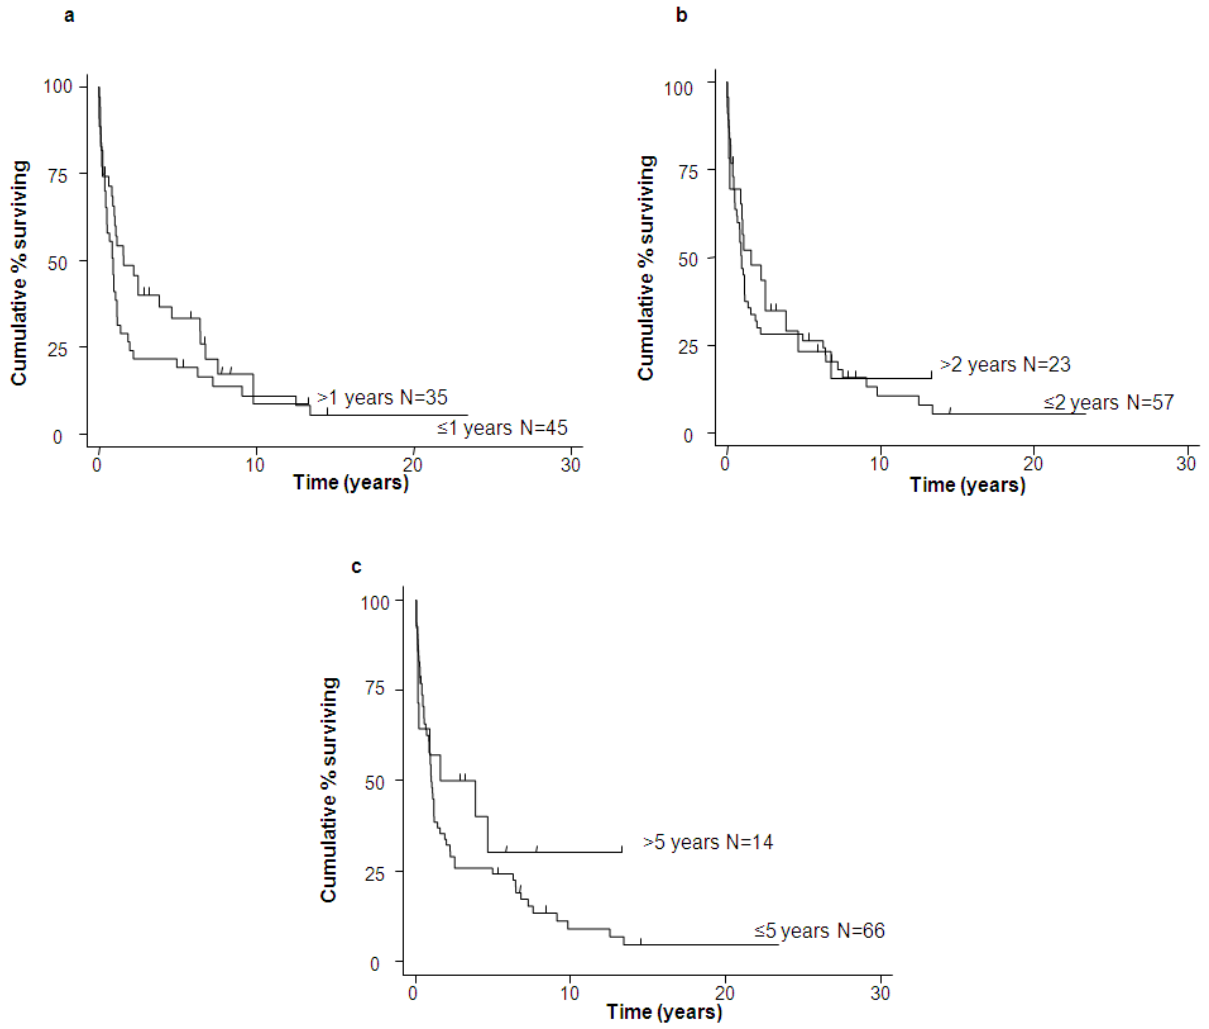 a
100
75
50
25
0
Cumulative % surviving
>1 years N=35
≤1 years N=45
0 10 20 30
Time (years)
b
100
75
50
25
0
Cumulative % surviving
>2 years N=23
≤2 years N=57
0 10 20 30
Time (years)
c
100
75
50
25
0
Cumulative % surviving
>5 years N=14
≤5 years N=66
0 10 20 30
Time (years)